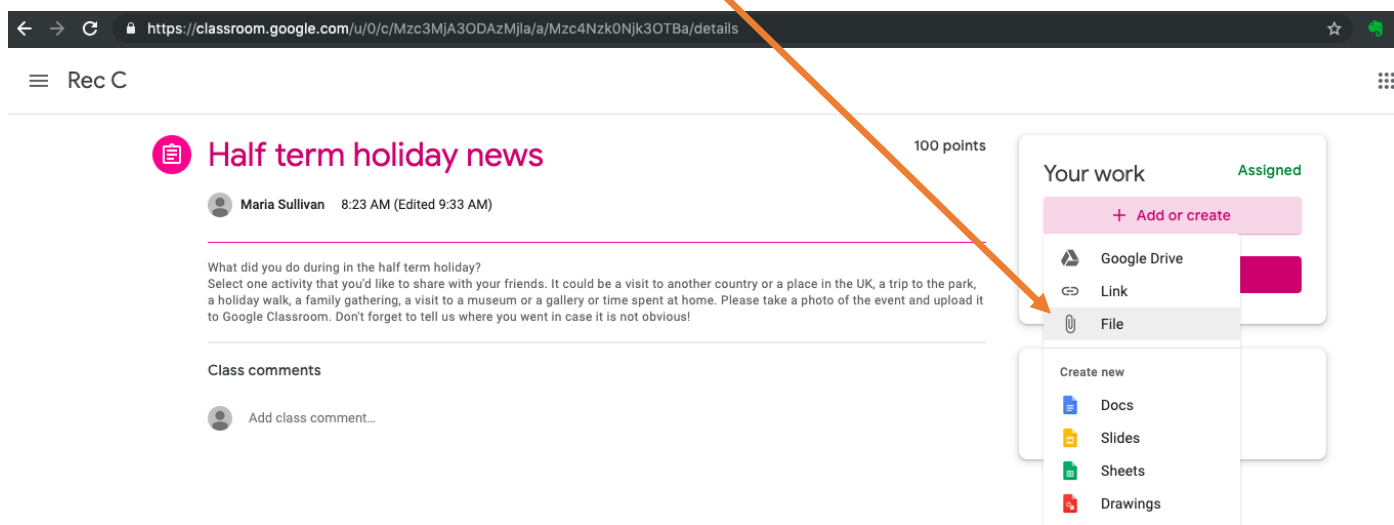 https://classroom.google.com/u/0/c/Mzc3MjA3ODAzMjla/a/Mzc4Nzk0Njk3OTBa/details
Rec C
Half term holiday news
100 points
Maria Sullivan 8:23 AM (Edited 9:33 AM)
What did you do during in the half term holiday?
Select one activity that you'd like to share with your friends. It could be a visit to another country or a place in the UK, a trip to the park,
a holiday walk, a family gathering, a visit to a museum or a gallery or time spent at home. Please take a photo of the event and upload it
to Google Classroom. Don't forget to tell us where you went in case it is not obvious!
Class comments
Add class comment...
Your work
Assigned
+ Add or create
Google Drive
Link
File
Create new
Docs
Slides
Sheets
Drawings